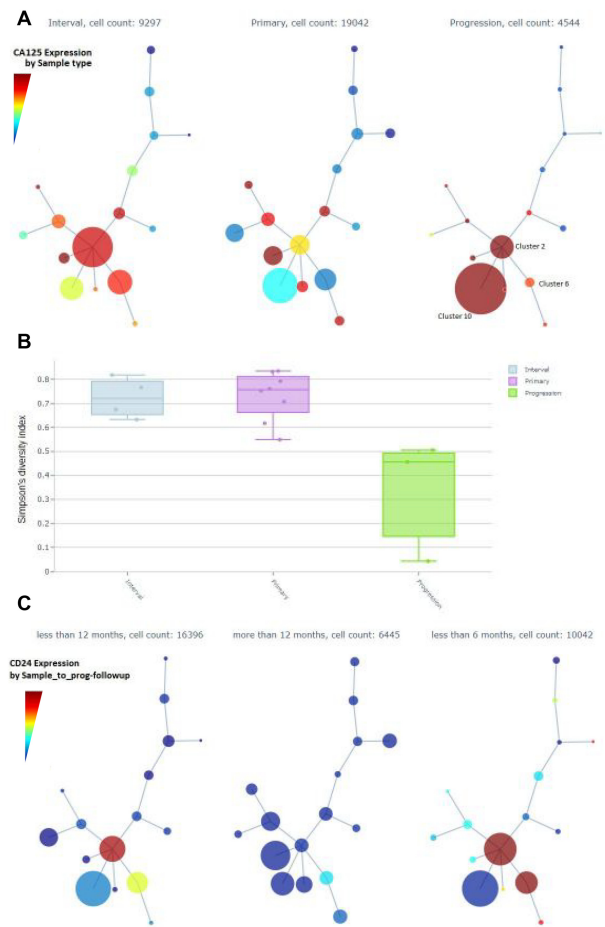 A
Interval, cell count: 9297
Primary, cell count: 19042
Progression, cell count: 4544
CA125 Expression
by Sample type
Cluster 2
Cluster 6
Cluster 10
B
Simpson's diversity index
0.8
0.7
0.6
0.5
0.4
0.3
0.2
0.1
0
Interval
Primary
Progression
Interval
Primary
Progression
C
less than 12 months, cell count: 16396
more than 12 months, cell count: 6445
less than 6 months, cell count: 10042
CD24 Expression
by Sample_to_prog-followup